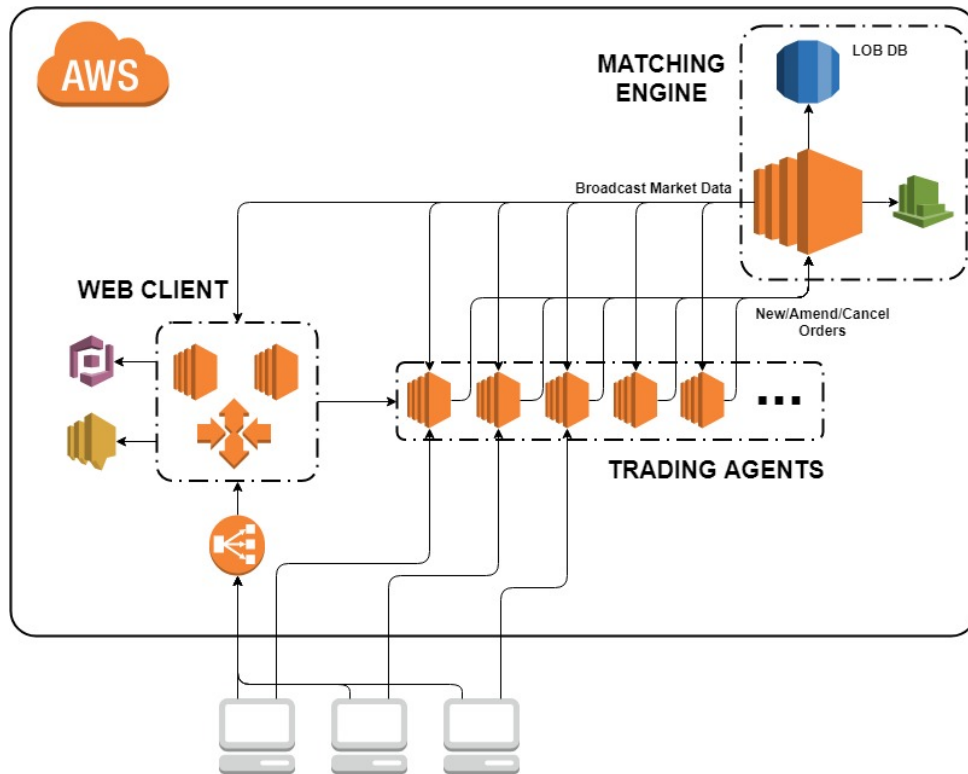 AWS
MATCHING
ENGINE
LOB DB
Broadcast Market Data
WEB CLIENT
New/Amend/Cancel
Orders
TRADING AGENTS